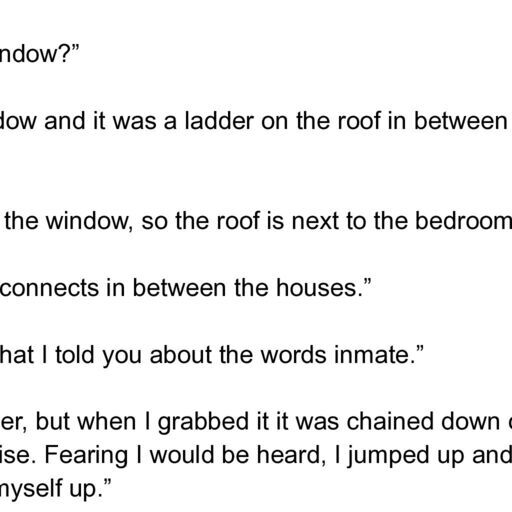 ndow?”
dow and it was a ladder on the roof in between
the window, so the roof is next to the bedroom
connects in between the houses.”
hat I told you about the words inmate.”
er, but when I grabbed it it was chained down
ise. Fearing I would be heard, I jumped up and
myself up.”